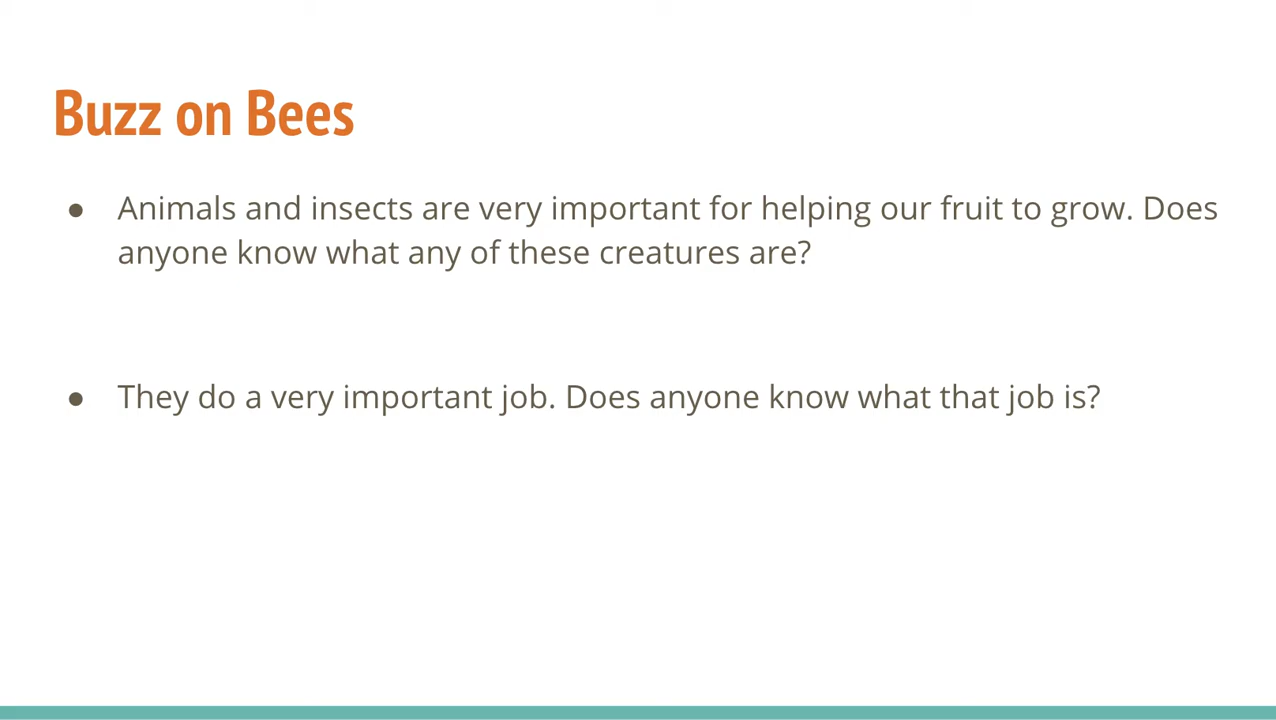 Buzz on Bees
● Animals and insects are very important for helping our fruit to grow. Does
anyone know what any of these creatures are?
● They do a very important job. Does anyone know what that job is?